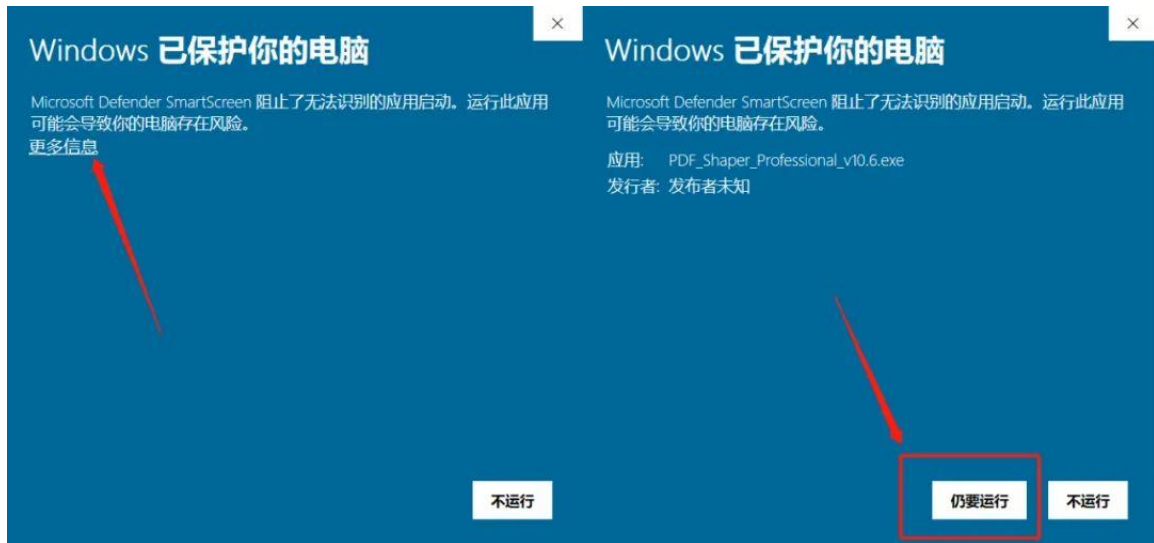 Windows 已保护你的电脑
Microsoft Defender SmartScreen 阻止了无法识别的应用启动。运行此应用
可能会导致你的电脑存在风险。
更多信息
不运行
Windows 已保护你的电脑
Microsoft Defender SmartScreen 阻止了无法识别的应用启动。运行此应用
可能会导致你的电脑存在风险。
应用: PDF_Shaper_Professional_v10.6.exe
发行者: 发布者未知
仍要运行 不运行